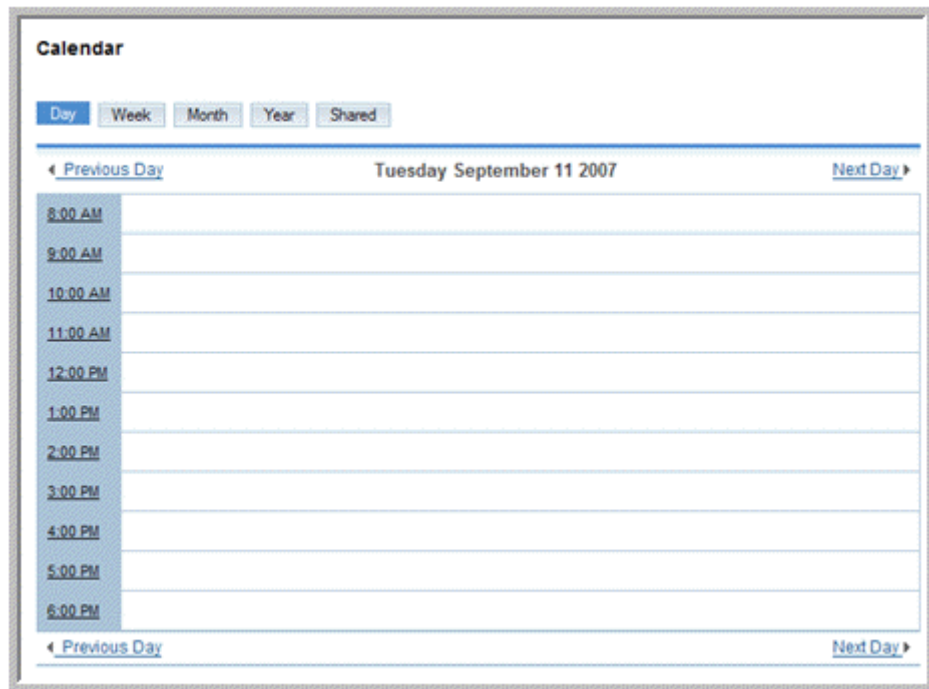 Calendar
Day Week Month Year Shared
Previous Day Tuesday September 11 2007 Next Day
8:00 AM
9:00 AM
10:00 AM
11:00 AM
12:00 PM
1:00 PM
2:00 PM
3:00 PM
4:00 PM
5:00 PM
6:00 PM
Previous Day Next Day